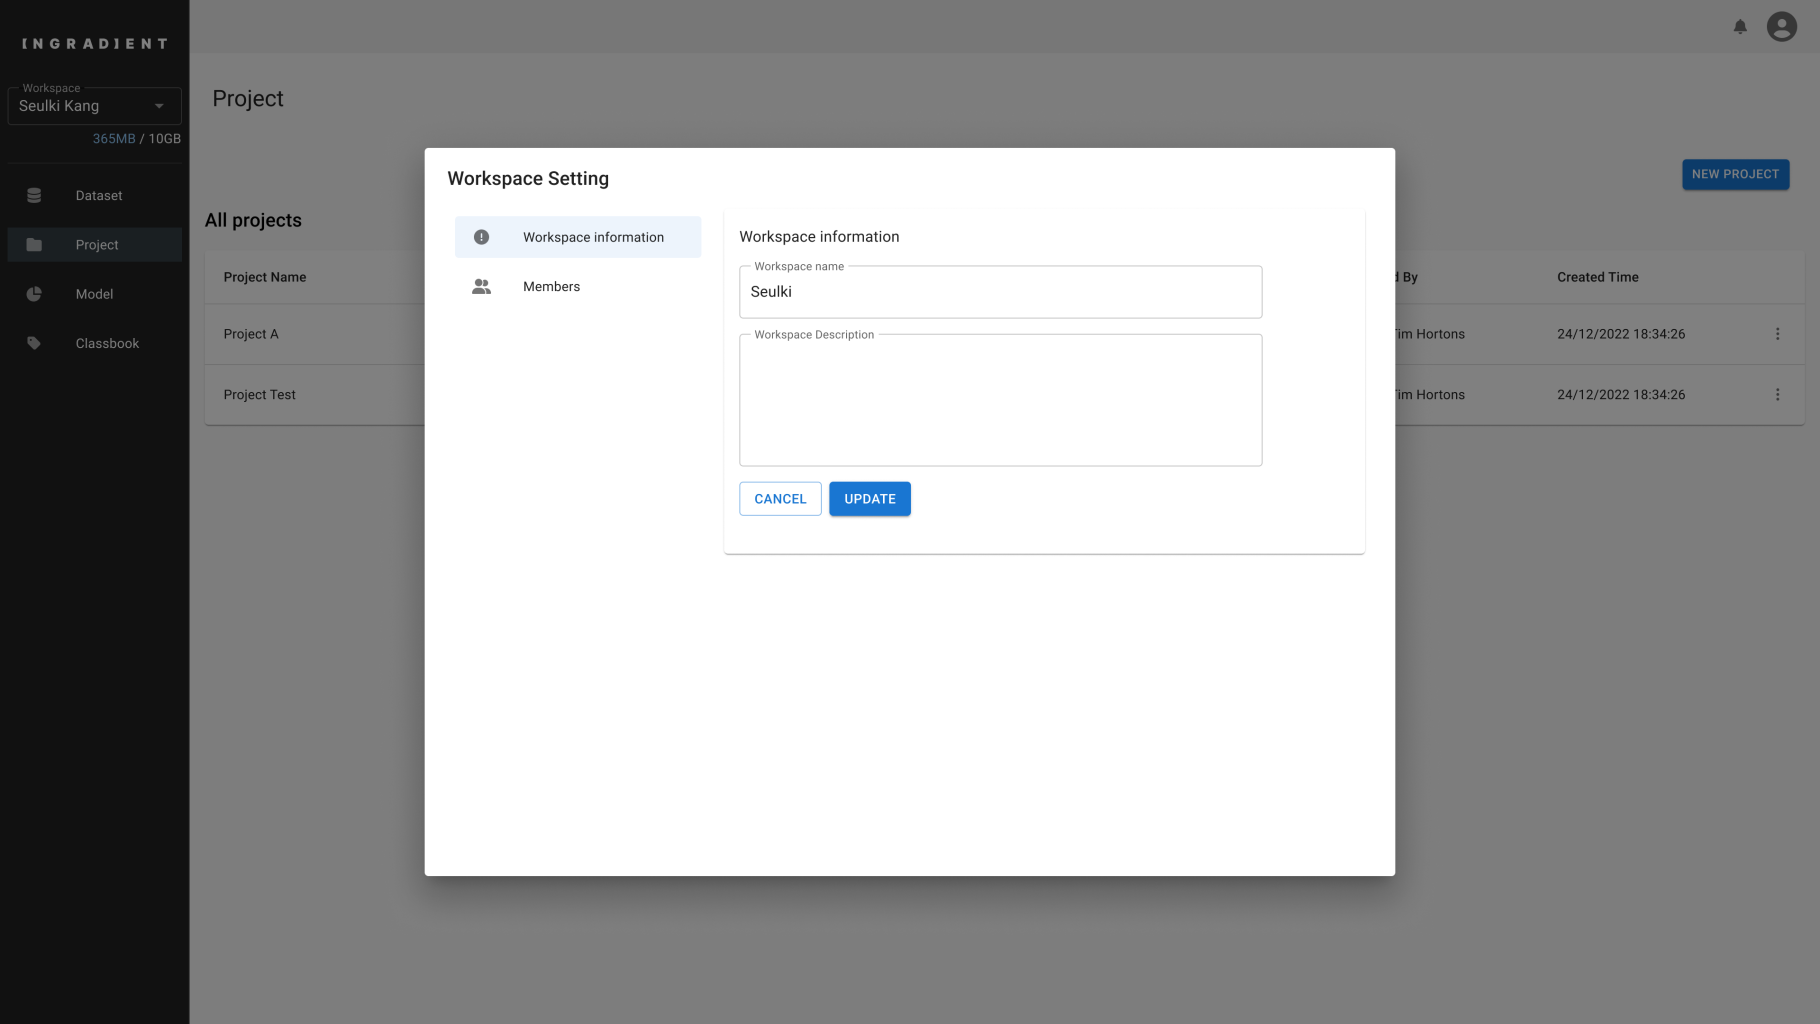 INGRADIENT
Workspace
Seulki Kang
365MB / 10GB
Dataset
Project
Model
Classbook
Project
NEW PROJECT
All projects
Project Name
d By
Created Time
Project A
Tim Hortons
24/12/2022 18:34:26
Project Test
Tim Hortons
24/12/2022 18:34:26
Workspace Setting
Workspace information
Members
Workspace information
Workspace name
Seulki
Workspace Description
CANCEL
UPDATE